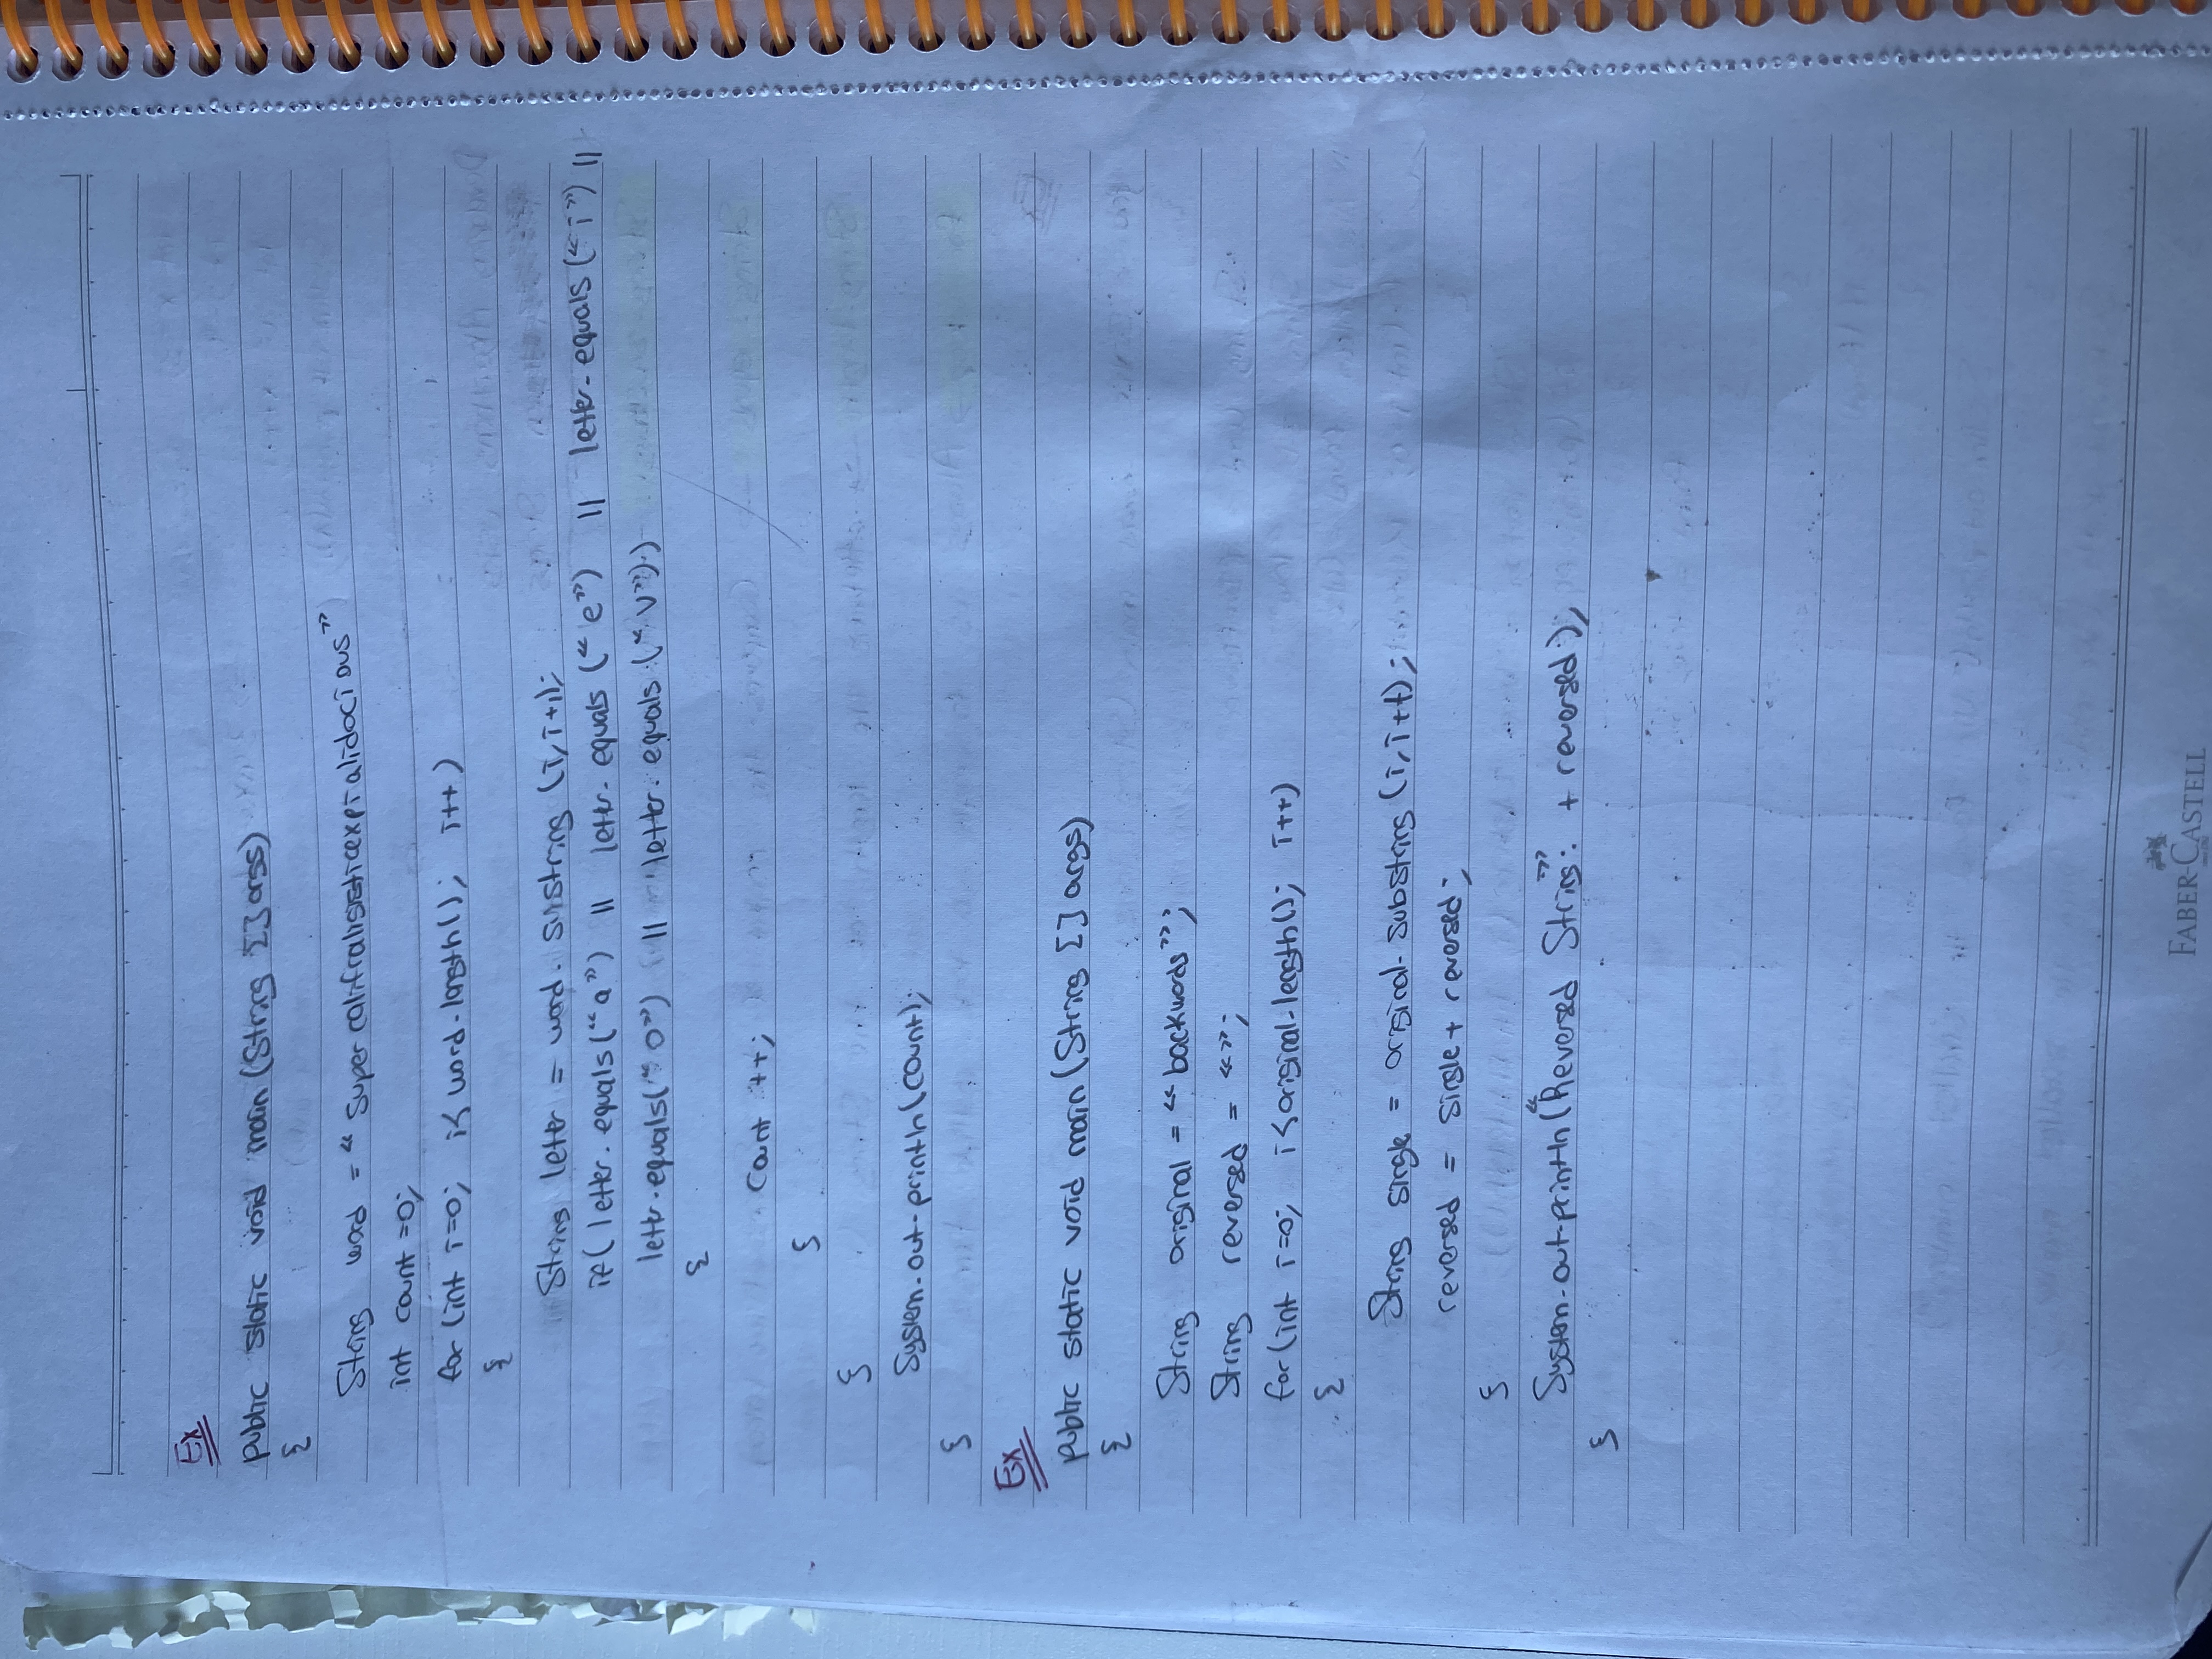 Ex
public static void main (String [] args)
{
String word = "supercalifralisisticexpialidocious"
int count =0;
for (int i=0; i< word.length(); i++)
{
String letter = word. substring (i, i+1);
if( letter. equals("a") || letter. equals ("e") || letter. equals ("i") ||
letter.equals("o") || letter. equals ("u"))
{
count ++;
}
}
System.out.println(count);
}
Ex
public static void main (String [] args)
{
String original = "backwords";
String reversed = "";
for(int i=0; i<original.length(); i++)
{
String single = original. substring (i, i++);
reversed = single + reversed;
}
System.out.println("Reversed String": + reversed);
}
FABER-CASTELL